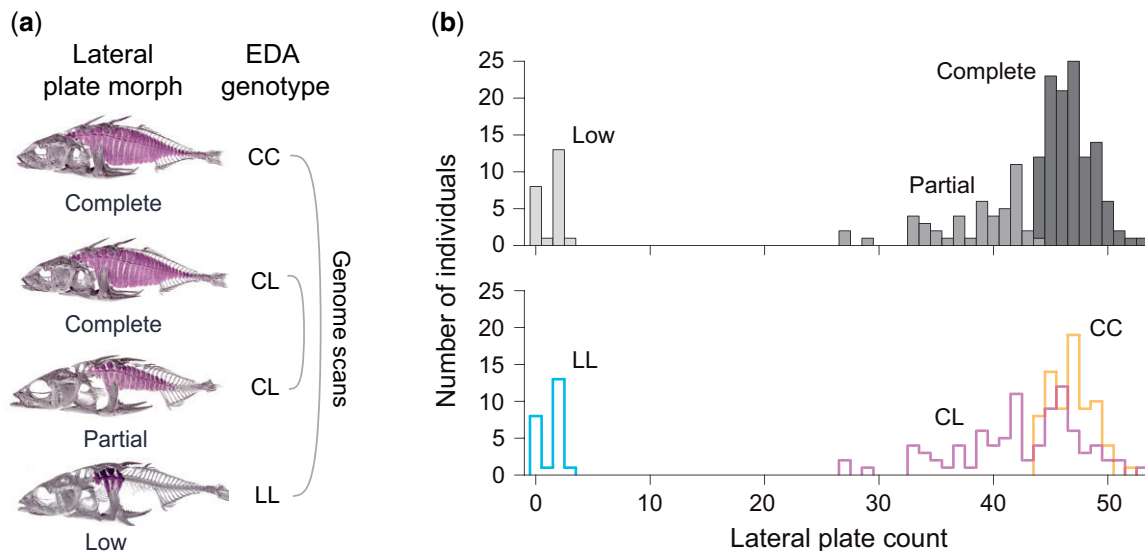 (a)
Lateral
plate morph
EDA
genotype
CC
Complete
CL
Complete
CL
Partial
LL
Low
Genome scans
(b)
Number of individuals
25
20
15
10
5
0
Low
Partial
Complete
25
20
15
10
5
0
LL
CL
CC
0 10 20 30 40 50
Lateral plate count